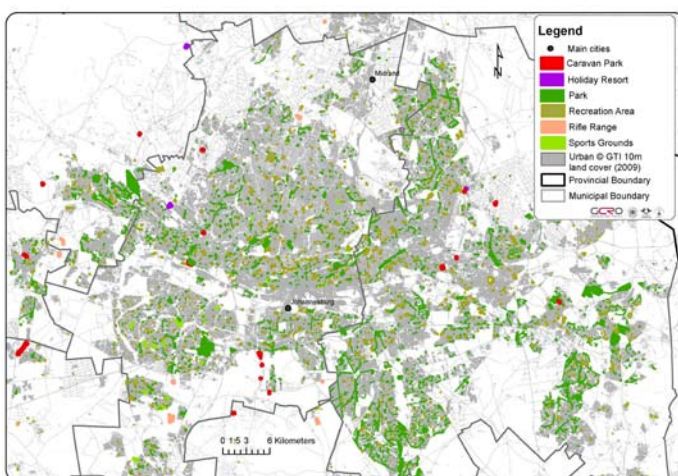 Legend
Main cities
Caravan Park
Holiday Resort
Park
Recreation Area
Rifle Range
Sports Grounds
Urban © GTI 10m
land cover (2009)
Provincial Boundary
Municipal Boundary
GCRO
N
Midrand
Johannesburg
0 1.5 3 6 Kilometers